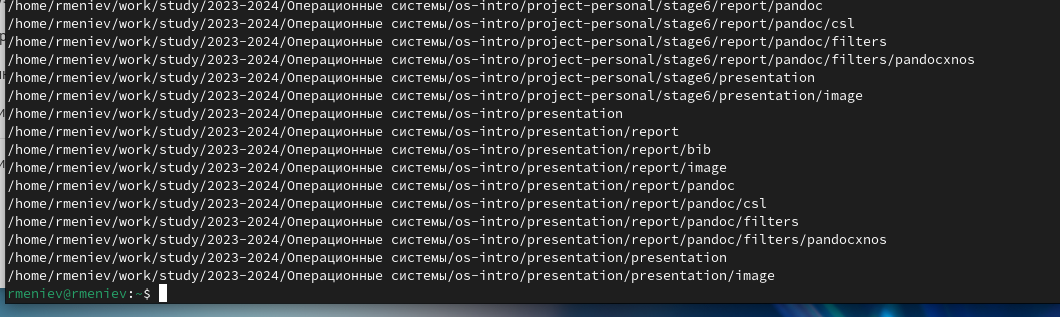 /home/rmeniev/work/study/2023-2024/Операционные системы/os-intro/project-personal/stage6/report/pandoc
/home/rmeniev/work/study/2023-2024/Операционные системы/os-intro/project-personal/stage6/report/pandoc/csl
/home/rmeniev/work/study/2023-2024/Операционные системы/os-intro/project-personal/stage6/report/pandoc/filters
/home/rmeniev/work/study/2023-2024/Операционные системы/os-intro/project-personal/stage6/report/pandoc/filters/pandocxnos
/home/rmeniev/work/study/2023-2024/Операционные системы/os-intro/project-personal/stage6/presentation
/home/rmeniev/work/study/2023-2024/Операционные системы/os-intro/project-personal/stage6/presentation/image
/home/rmeniev/work/study/2023-2024/Операционные системы/os-intro/presentation
/home/rmeniev/work/study/2023-2024/Операционные системы/os-intro/presentation/report
/home/rmeniev/work/study/2023-2024/Операционные системы/os-intro/presentation/report/bib
/home/rmeniev/work/study/2023-2024/Операционные системы/os-intro/presentation/report/image
/home/rmeniev/work/study/2023-2024/Операционные системы/os-intro/presentation/report/pandoc
/home/rmeniev/work/study/2023-2024/Операционные системы/os-intro/presentation/report/pandoc/csl
/home/rmeniev/work/study/2023-2024/Операционные системы/os-intro/presentation/report/pandoc/filters
/home/rmeniev/work/study/2023-2024/Операционные системы/os-intro/presentation/report/pandoc/filters/pandocxnos
/home/rmeniev/work/study/2023-2024/Операционные системы/os-intro/presentation/presentation
/home/rmeniev/work/study/2023-2024/Операционные системы/os-intro/presentation/presentation/image
rmeniev@rmeniev:~$